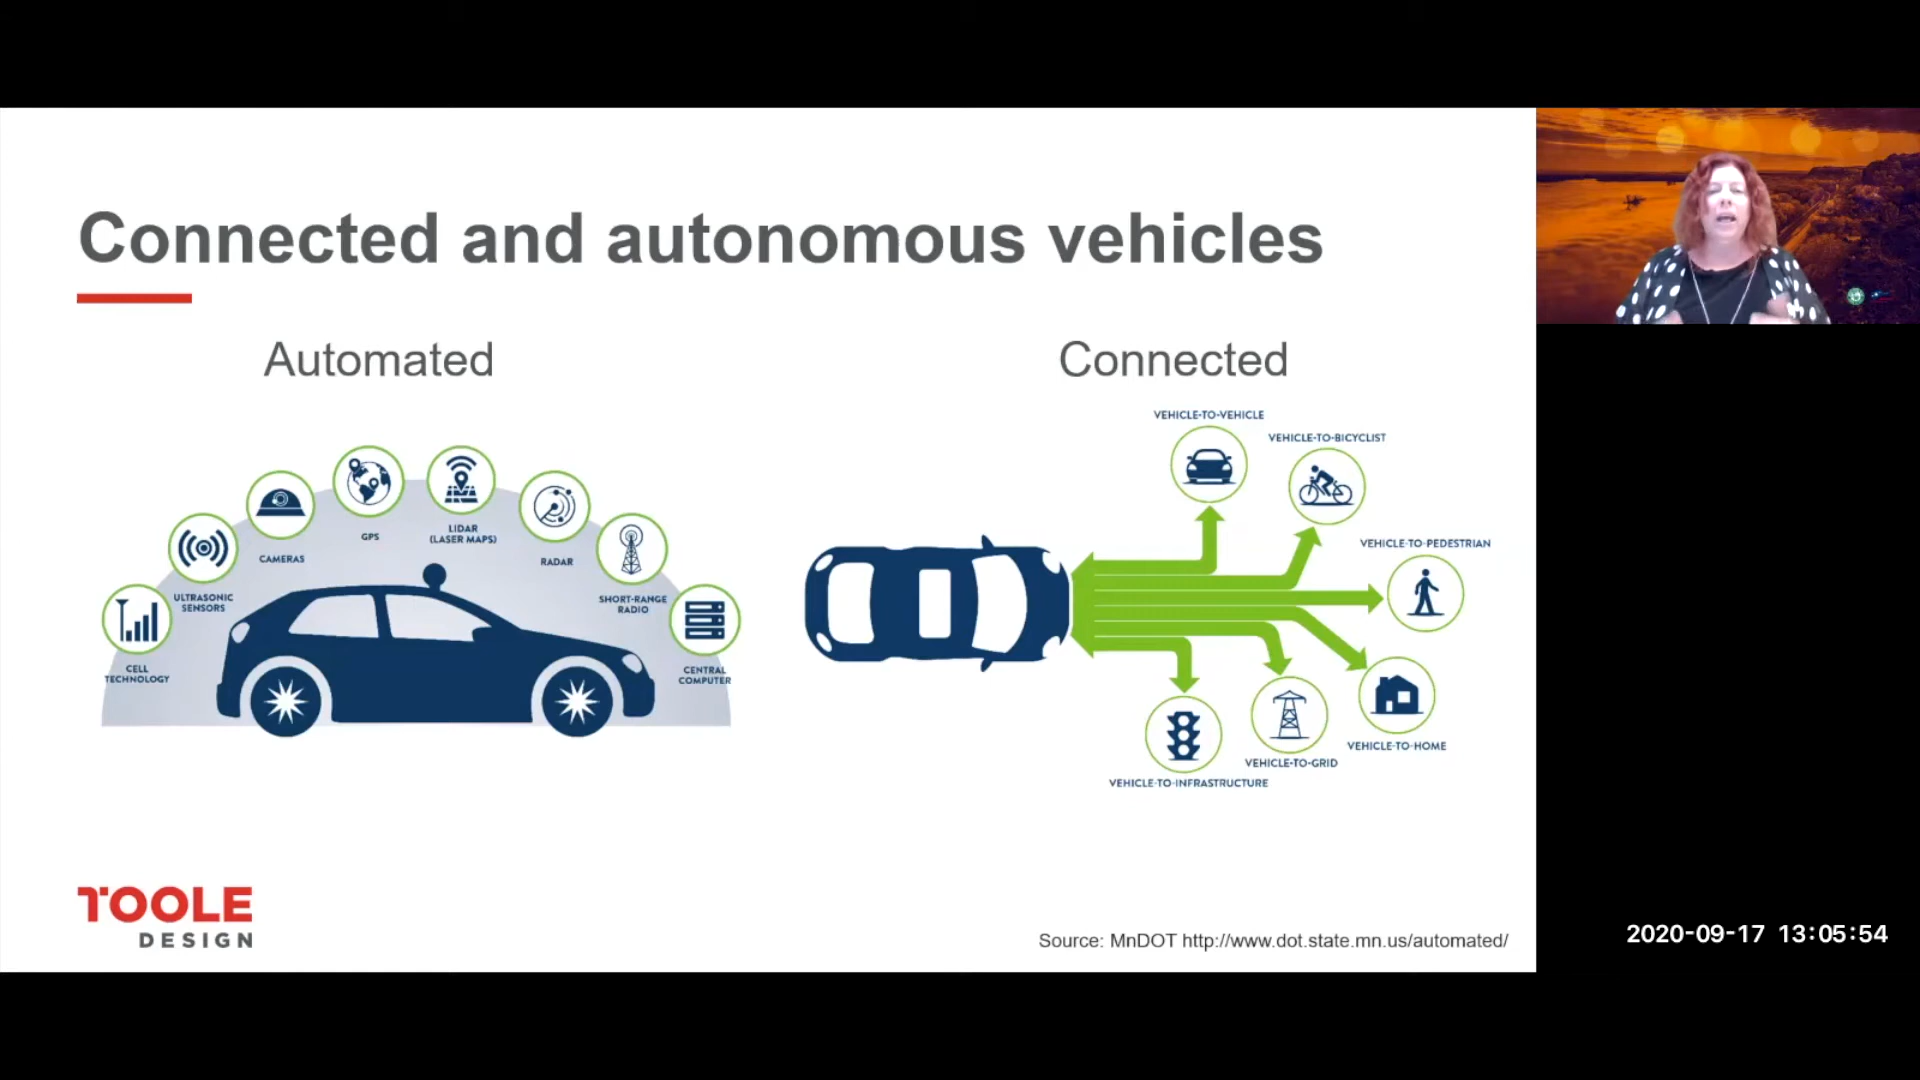 Connected and autonomous vehicles
Automated
CELL
TECHNOLOGY
ULTRASONIC
SENSORS
CAMERAS
GPS
LIDAR
(LASER MAPS)
RADAR
SHORT-RANGE
RADIO
CENTRAL
COMPUTER
Connected
VEHICLE-TO-VEHICLE
VEHICLE-TO-BICYCLIST
VEHICLE-TO-PEDESTRIAN
VEHICLE-TO-HOME
VEHICLE-TO-GRID
VEHICLE-TO-INFRASTRUCTURE
TOOLE
DESIGN
Source: MnDOT http://www.dot.state.mn.us/automated/
2020-09-17 13:05:54